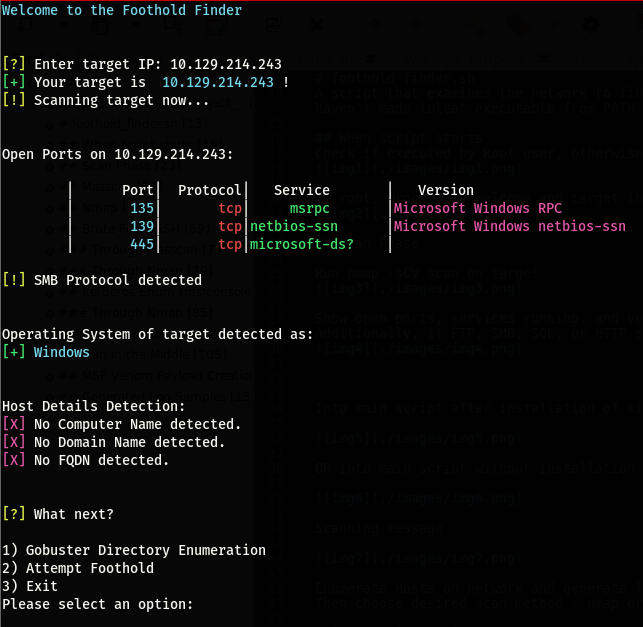 Welcome to the Foothold Finder
[?] Enter target IP: 10.129.214.243
[+] Your target is  10.129.214.243 !
[!] Scanning target now...
Open Ports on 10.129.214.243:
Port|  Protocol|   Service       |   Version
135|       tcp|     msrpc       |Microsoft Windows RPC
139|       tcp|netbios-ssn      |Microsoft Windows netbios-ssn
445|       tcp|microsoft-ds?    |
[!] SMB Protocol detected
Operating System of target detected as:
[+] Windows
Host Details Detection:
[X] No Computer Name detected.
[X] No Domain Name detected.
[X] No FQDN detected.
[?] What next?
1) Gobuster Directory Enumeration
2) Attempt Foothold
3) Exit
Please select an option: